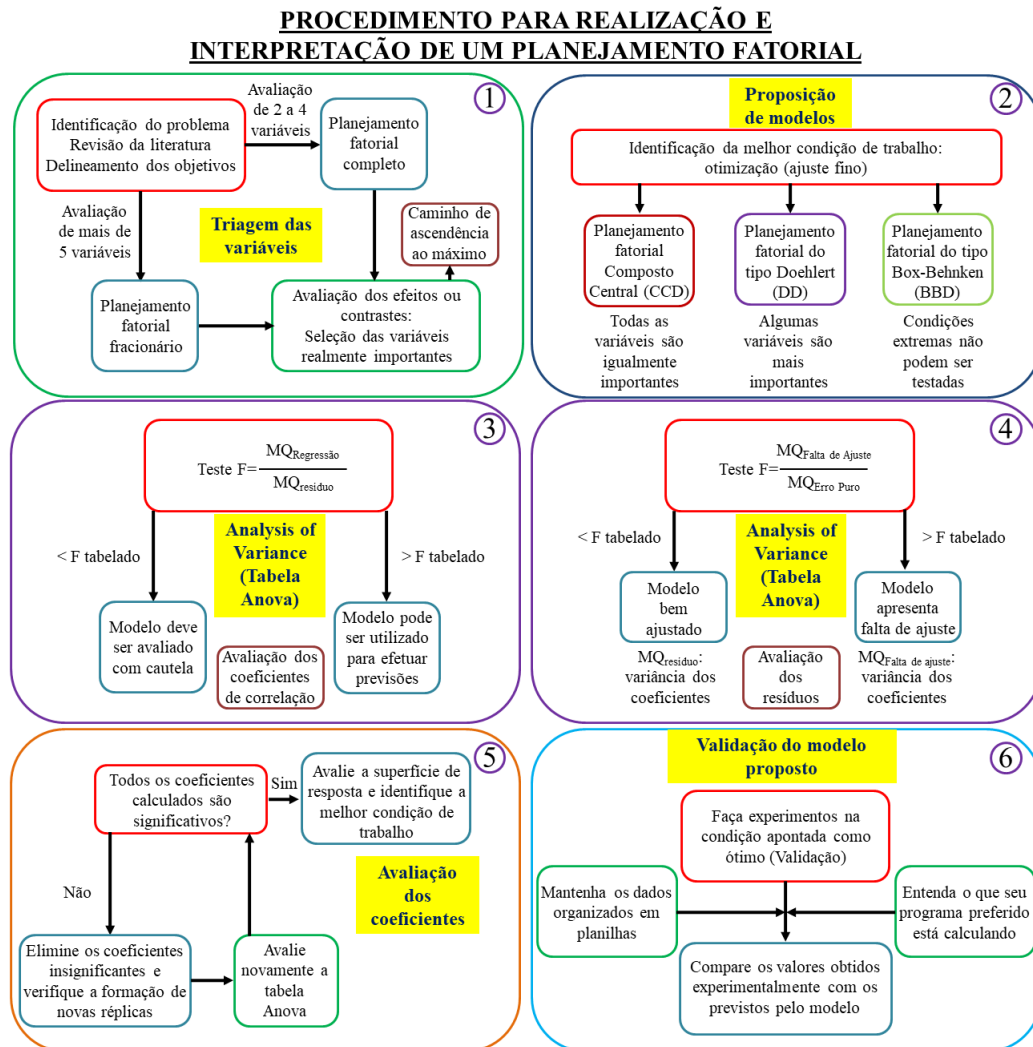 PROCEDIMENTO PARA REALIZAÇÃO E
INTERPRETAÇÃO DE UM PLANEJAMENTO FATORIAL
1
Identificação do problema
Revisão da literatura
Delineamento dos objetivos
Avaliação
de 2 a 4
variáveis
Planejamento
fatorial
completo
Avaliação
de mais de
5 variáveis
Triagem das
variáveis
Caminho de
ascendência
ao máximo
Planejamento
fatorial
fracionário
Avaliação dos efeitos ou
contrastes:
Seleção das variáveis
realmente importantes
2
Proposição
de modelos
Identificação da melhor condição de trabalho:
otimização (ajuste fino)
Planejamento
fatorial
Composto
Central (CCD)
Planejamento
fatorial do
tipo Doehlert
(DD)
Planejamento
fatorial do tipo
Box-Behnken
(BBD)
Todas as
variáveis são
igualmente
importantes
Algumas
variáveis são
mais
importantes
Condições
extremas não
podem ser
testadas
3
Teste F= MQRegressão
MQresíduo
< F tabelado
Analysis of
Variance
(Tabela
Anova)
> F tabelado
Modelo deve
ser avaliado
com cautela
Avaliação dos
coeficientes
de correlação
Modelo pode
ser utilizado
para efetuar
previsões
4
Teste F= MQFalta de Ajuste
MQErro Puro
< F tabelado
Analysis of
Variance
(Tabela
Anova)
> F tabelado
Modelo
bem
ajustado
Modelo
apresenta
falta de ajuste
MQresíduo:
variância dos
coeficientes
Avaliação
dos
resíduos
MQFalta de ajuste:
variância dos
coeficientes
5
Todos os coeficientes
calculados são
significativos?
Sim
Avalie a superfície de
resposta e identifique a
melhor condição de
trabalho
Não
Avaliação
dos
coeficientes
Elimine os coeficientes
insignificantes e
verifique a formação de
novas réplicas
Avalie
novamente a
tabela
Anova
6
Validação do modelo
proposto
Faça experimentos na
condição apontada como
ótimo (Validação)
Mantenha os dados
organizados em
planilhas
Entenda o que seu
programa preferido
está calculando
Compare os valores obtidos
experimentalmente com os
previstos pelo modelo